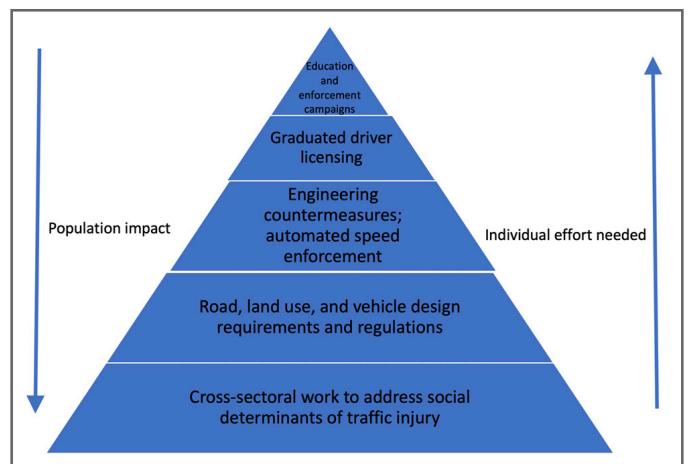 Education
and
enforcement
campaigns
Graduated driver
licensing
Engineering
countermeasures;
automated speed
enforcement
Population impact
Individual effort needed
Road, land use, and vehicle design
requirements and regulations
Cross-sectoral work to address social
determinants of traffic injury